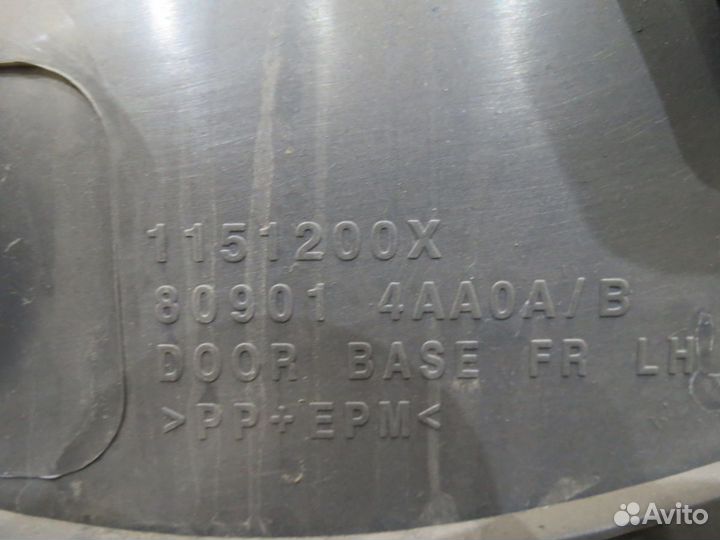 1151200X
80901 4AA0A/B
DOOR BASE FR LH
>PP+EPM<
Avito